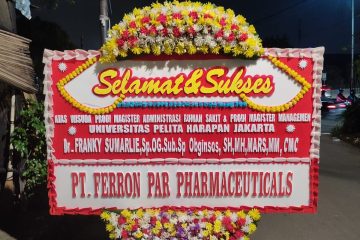 Selamat & Sukses
ATAS WISUDA PRODI MAGISTER ADMINISTRASI RUMAH SAKIT & PRODI MAGISTER MANAGEMEN
UNIVERSITAS PELITA HARAPAN JAKARTA
Dr. FRANKY SUMARLIE, Sp.OG.Sub.Sp Obginsos, SH,MH,MARS,MM, CMC
PT. FERRON PAR PHARMACEUTICALS